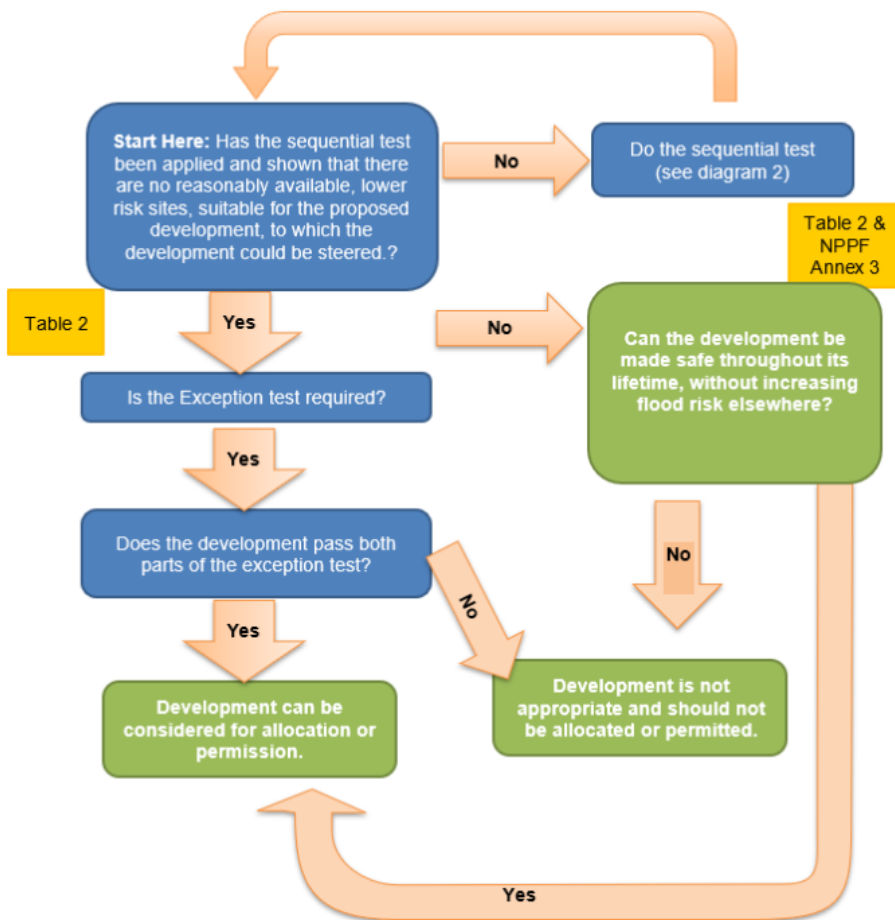 Start Here: Has the sequential test
been applied and shown that there
are no reasonably available, lower
risk sites, suitable for the proposed
development, to which the
development could be steered.?
No
Do the sequential test
(see diagram 2)
Table 2 &
NPPF
Annex 3
Table 2
Yes
No
Can the development be
made safe throughout its
lifetime, without increasing
flood risk elsewhere?
Is the Exception test required?
Yes
Does the development pass both
parts of the exception test?
No
No
Yes
Development can be
considered for allocation or
permission.
Development is not
appropriate and should not
be allocated or permitted.
Yes